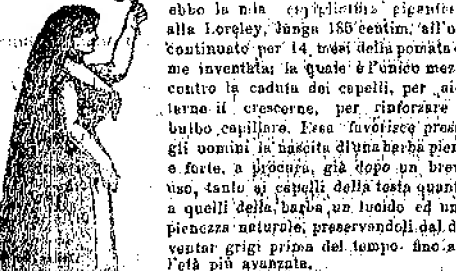 ebbo la mia capigliatura gigantes
alla Loreley, lunga 185 centim., all'u
continuato per 14 mesi della pomata
me inventata; la quale è l'unico mez
contro la caduta dei capelli, per ai
tarne il crescerne, per rinforzare
bulbo capillare. Essa favorisce pres
gli uomini la nascita di una barba pien
e forte, a procura, già dopo un brev
uso, tanto ai capelli della testa quant
a quelli della barba un lucido ed un
pienezza naturale, preservandoli dal d
ventar grigi prima del tempo fino a
l'età più avanzata.